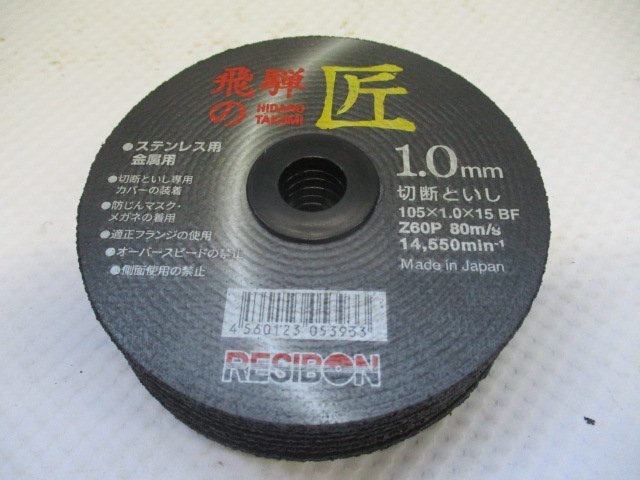 飛騨
の
匠
HIDANO
TAKUMI
●ステンレス用
金属用
●切断といし専用
カバーの装着
●防じんマスク・
メガネの着用
●適正フランジの使用
●オーバースピードの禁止
●側面使用の禁止
1.0mm
切断といし
105×1.0×15 BF
Z60P 80m/s
14,550min-¹
Made in Japan
4560123 053933
RESIBON